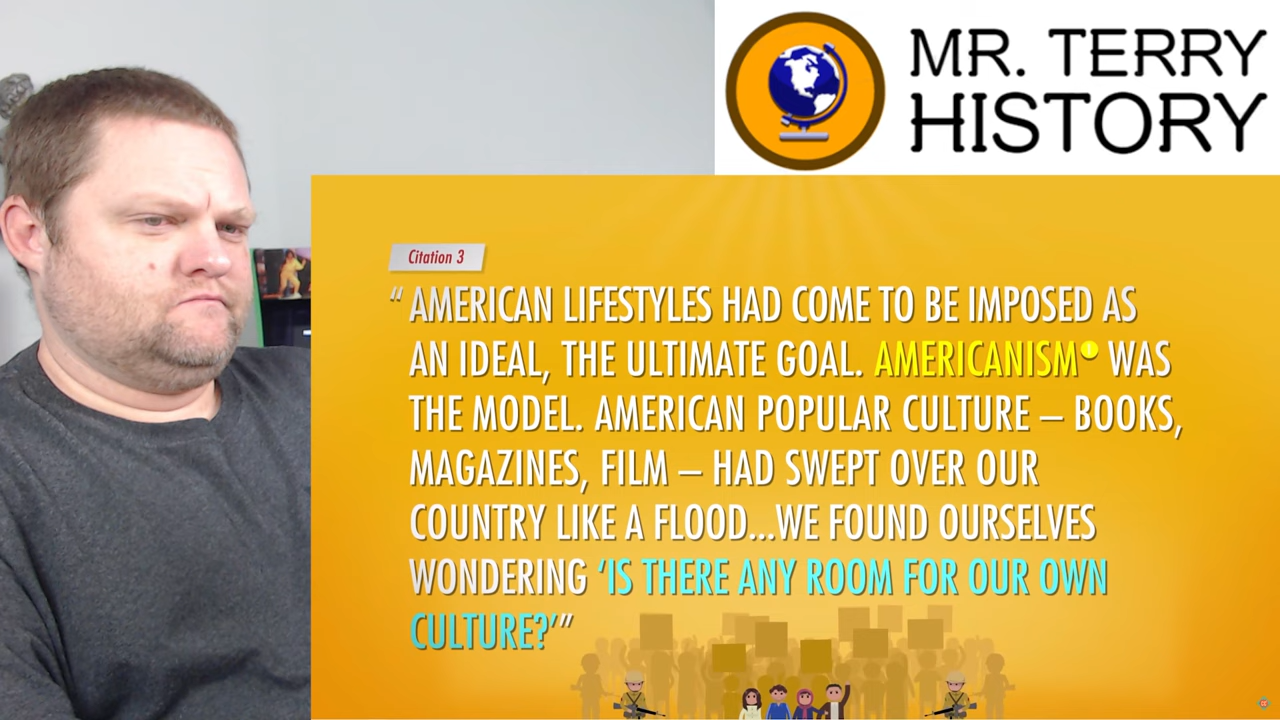 MR. TERRY
HISTORY
Citation 3
“ AMERICAN LIFESTYLES HAD COME TO BE IMPOSED AS
AN IDEAL, THE ULTIMATE GOAL. AMERICANISM WAS
THE MODEL. AMERICAN POPULAR CULTURE – BOOKS,
MAGAZINES, FILM – HAD SWEPT OVER OUR
COUNTRY LIKE A FLOOD...WE FOUND OURSELVES
WONDERING ‘IS THERE ANY ROOM FOR OUR OWN
CULTURE?’”